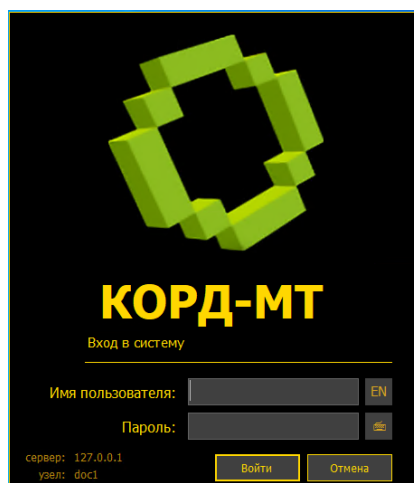 КОРД-МТ
Вход в систему
Имя пользователя: EN
Пароль:
сервер: 127.0.0.1
узел: doc1
Войти Отмена